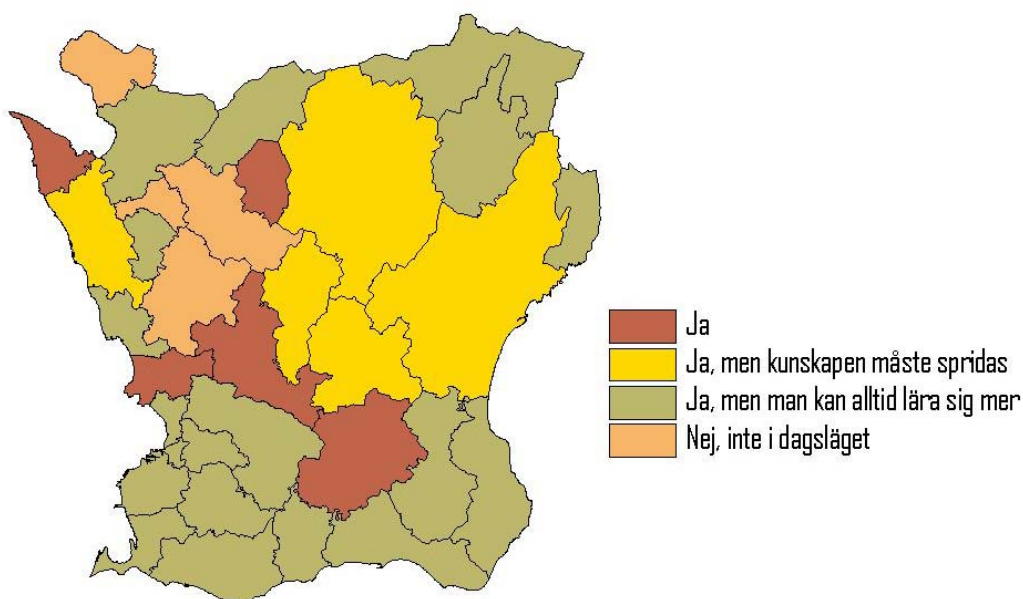 Ja
Ja, men kunskapen måste spridas
Ja, men man kan alltid lära sig mer
Nej, inte i dagsläget